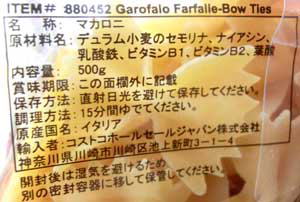 ITEM# 880452 Garofalo Farfalle-Bow Ties
名 称: マカロニ
原材料名: デュラム小麦のセモリナ、ナイアシン、
乳酸鉄、ビタミンB1、ビタミンB2、葉酸
内容量: 500g
賞味期限: この面欄外に記載
保存方法: 直射日光を避けて保存してください。
調理方法: 15分間ゆでてください。
原産国名: イタリア
輸入者: コストコホールセールジャパン株式会社
神奈川県川崎市川崎区池上新町3-1-4
開封後は湿気を避けるため
別の密封容器に移して保管してください。